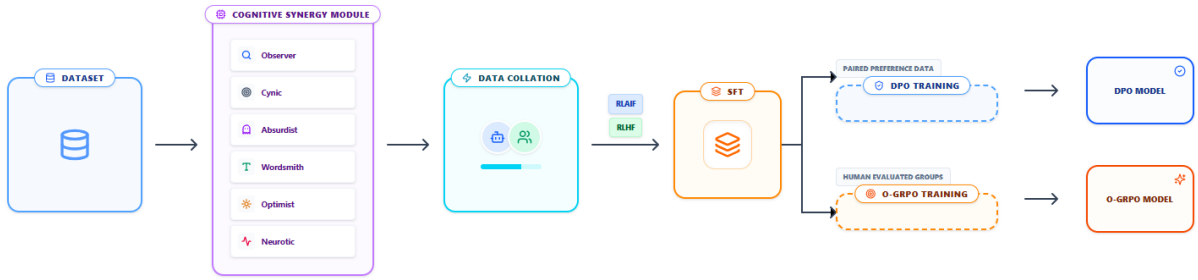 DATASET
COGNITIVE SYNERGY MODULE
Observer
Cynic
Absurdist
Wordsmith
Optimist
Neurotic
DATA COLLATION
RLAIF
RLHF
SFT
PAIRED PREFERENCE DATA
DPO TRAINING
DPO MODEL
HUMAN EVALUATED GROUPS
O-GRPO TRAINING
O-GRPO MODEL